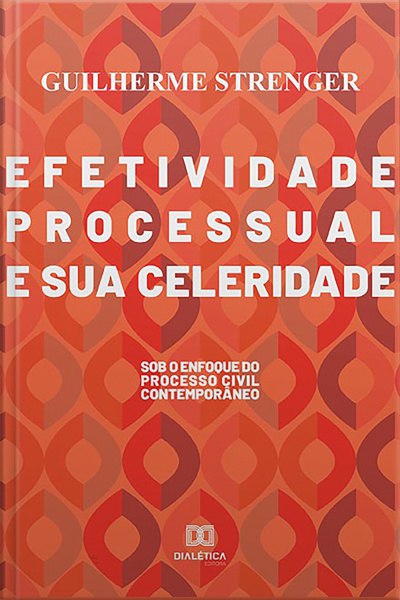 GUILHERME STRENGER
EFETIVIDADE
PROCESSUAL
E SUA CELERIDADE
SOB O ENFOQUE DO
PROCESSO CIVIL
CONTEMPORÂNEO
DIALÉTICA
EDITORA